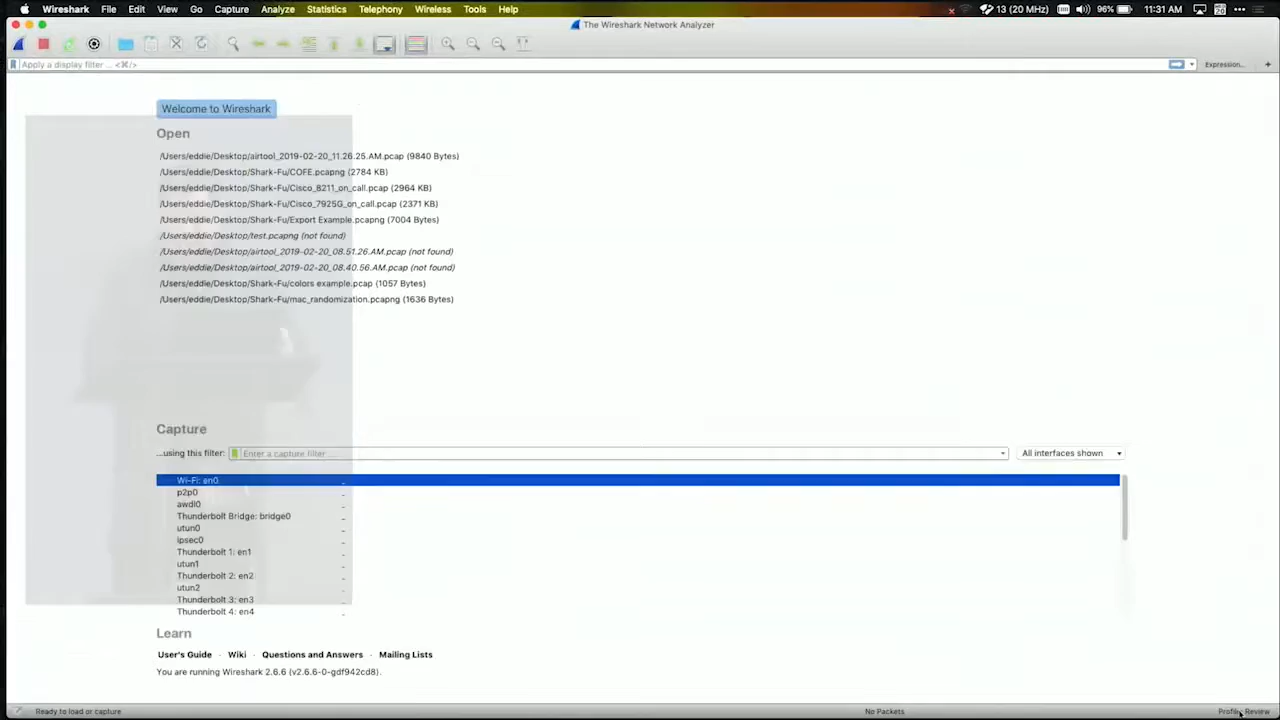 Wireshark File Edit View Go Capture Analyze Statistics Telephony Wireless Tools Help 13 (20 MHz) 96% 11:31 AM 20
The Wireshark Network Analyzer
Apply a display filter ... <⌘/> Expression... +
Welcome to Wireshark
Open
/Users/eddie/Desktop/airtool_2019-02-20_11.26.25.AM.pcap (9840 Bytes)
/Users/eddie/Desktop/Shark-Fu/COFE.pcapng (2784 KB)
/Users/eddie/Desktop/Shark-Fu/Cisco_8211_on_call.pcap (2964 KB)
/Users/eddie/Desktop/Shark-Fu/Cisco_7925G_on_call.pcap (2371 KB)
/Users/eddie/Desktop/Shark-Fu/Export Example.pcapng (7004 Bytes)
/Users/eddie/Desktop/test.pcapng (not found)
/Users/eddie/Desktop/airtool_2019-02-20_08.51.26.AM.pcap (not found)
/Users/eddie/Desktop/airtool_2019-02-20_08.40.56.AM.pcap (not found)
/Users/eddie/Desktop/Shark-Fu/colors example.pcap (1057 Bytes)
/Users/eddie/Desktop/Shark-Fu/mac_randomization.pcapng (1636 Bytes)
Capture
...using this filter: Enter a capture filter ... All interfaces shown
Wi-Fi: en0
p2p0
awdl0
Thunderbolt Bridge: bridge0
utun0
ipsec0
Thunderbolt 1: en1
utun1
Thunderbolt 2: en2
utun2
Thunderbolt 3: en3
Thunderbolt 4: en4
Learn
User's Guide · Wiki · Questions and Answers · Mailing Lists
You are running Wireshark 2.6.6 (v2.6.6-0-gdf942cd8).
Ready to load or capture No Packets Profile: Review